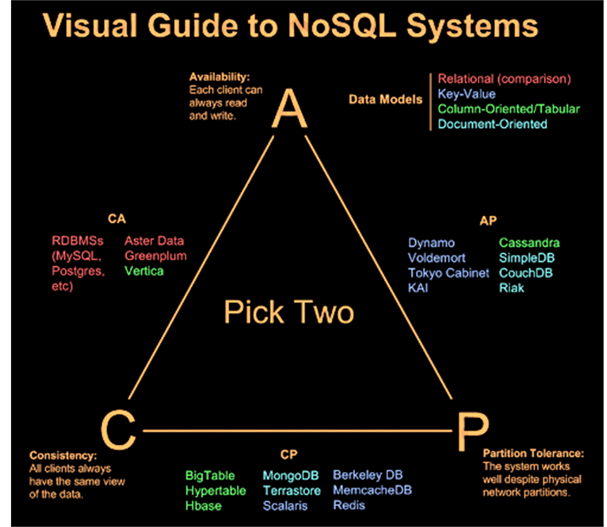 Visual Guide to NoSQL Systems
Availability:
Each client can
always read
and write.
A
Data Models
Relational (comparison)
Key-Value
Column-Oriented/Tabular
Document-Oriented
CA
RDBMSs
(MySQL,
Postgres,
etc)
Aster Data
Greenplum
Vertica
AP
Dynamo
Voldemort
Tokyo Cabinet
KAI
Cassandra
SimpleDB
CouchDB
Riak
Pick Two
C
P
Consistency:
All clients always
have the same view
of the data.
CP
BigTable
Hypertable
Hbase
MongoDB
Terrastore
Scalaris
Berkeley DB
MemcacheDB
Redis
Partition Tolerance:
The system works
well despite physical
network partitions.